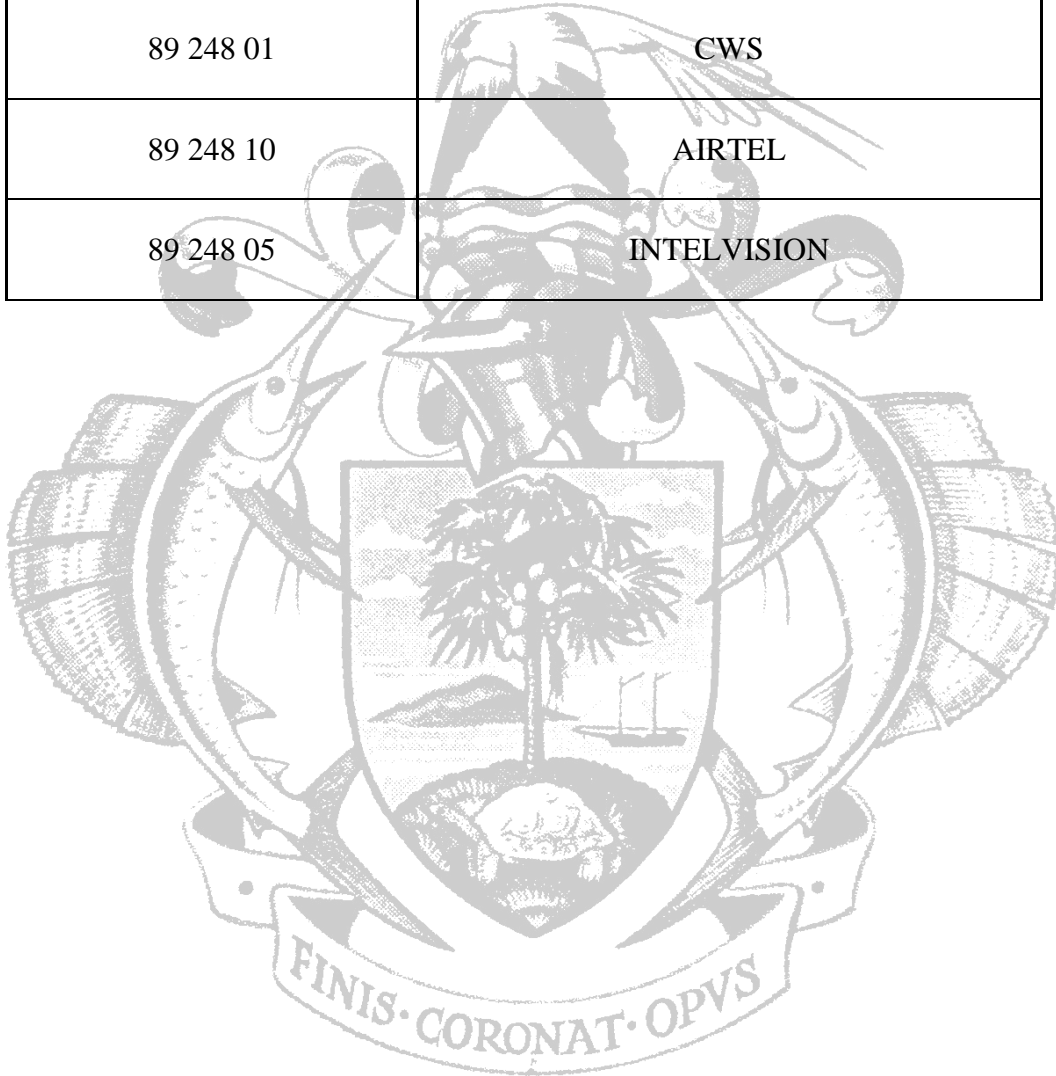 89 248 01 CWS
89 248 10 AIRTEL
89 248 05 INTELVISION
FINIS·CORONAT·OPVS